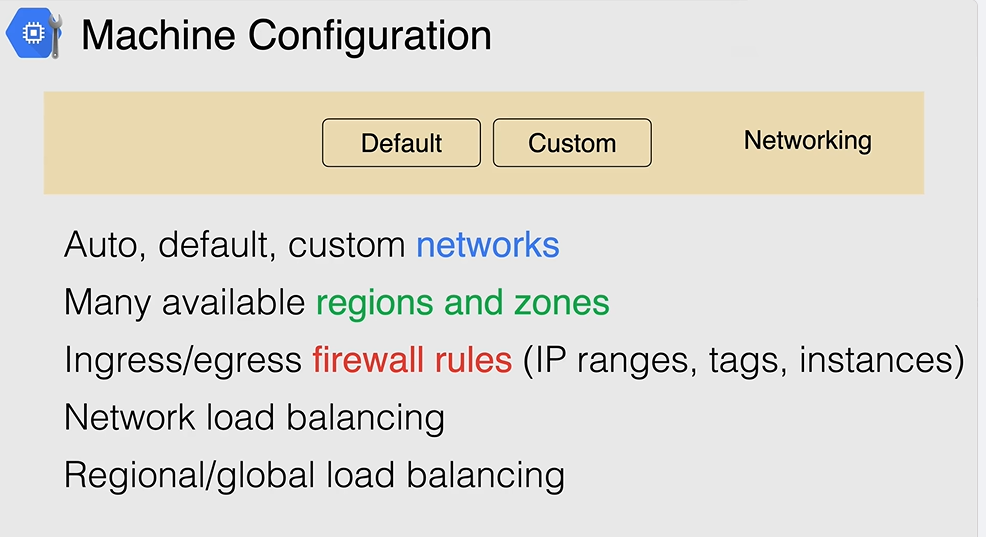 Machine Configuration
Default Custom Networking
Auto, default, custom networks
Many available regions and zones
Ingress/egress firewall rules (IP ranges, tags, instances)
Network load balancing
Regional/global load balancing